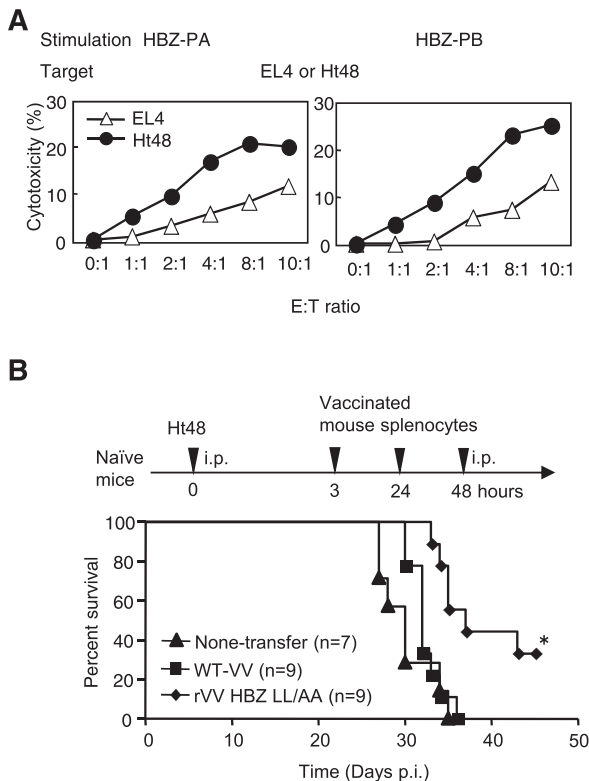 A
Stimulation HBZ-PA HBZ-PB
Target EL4 or Ht48
Cytotoxicity (%)
30
20
10
0
EL4
Ht48
0:1 1:1 2:1 4:1 8:1 10:1
30
20
10
0
0:1 1:1 2:1 4:1 8:1 10:1
E:T ratio
B
Vaccinated
mouse splenocytes
Ht48
Naïve
mice
i.p. i.p.
0 3 24 48 hours
Percent survival
100
80
60
40
20
0
None-transfer (n=7)
WT-VV (n=9)
rVV HBZ LL/AA (n=9)
*
0 10 20 30 40 50
Time (Days p.i.)